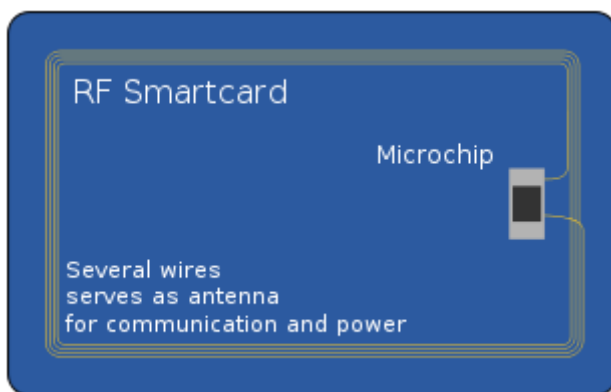 RF Smartcard
Microchip
Several wires
serves as antenna
for communication and power